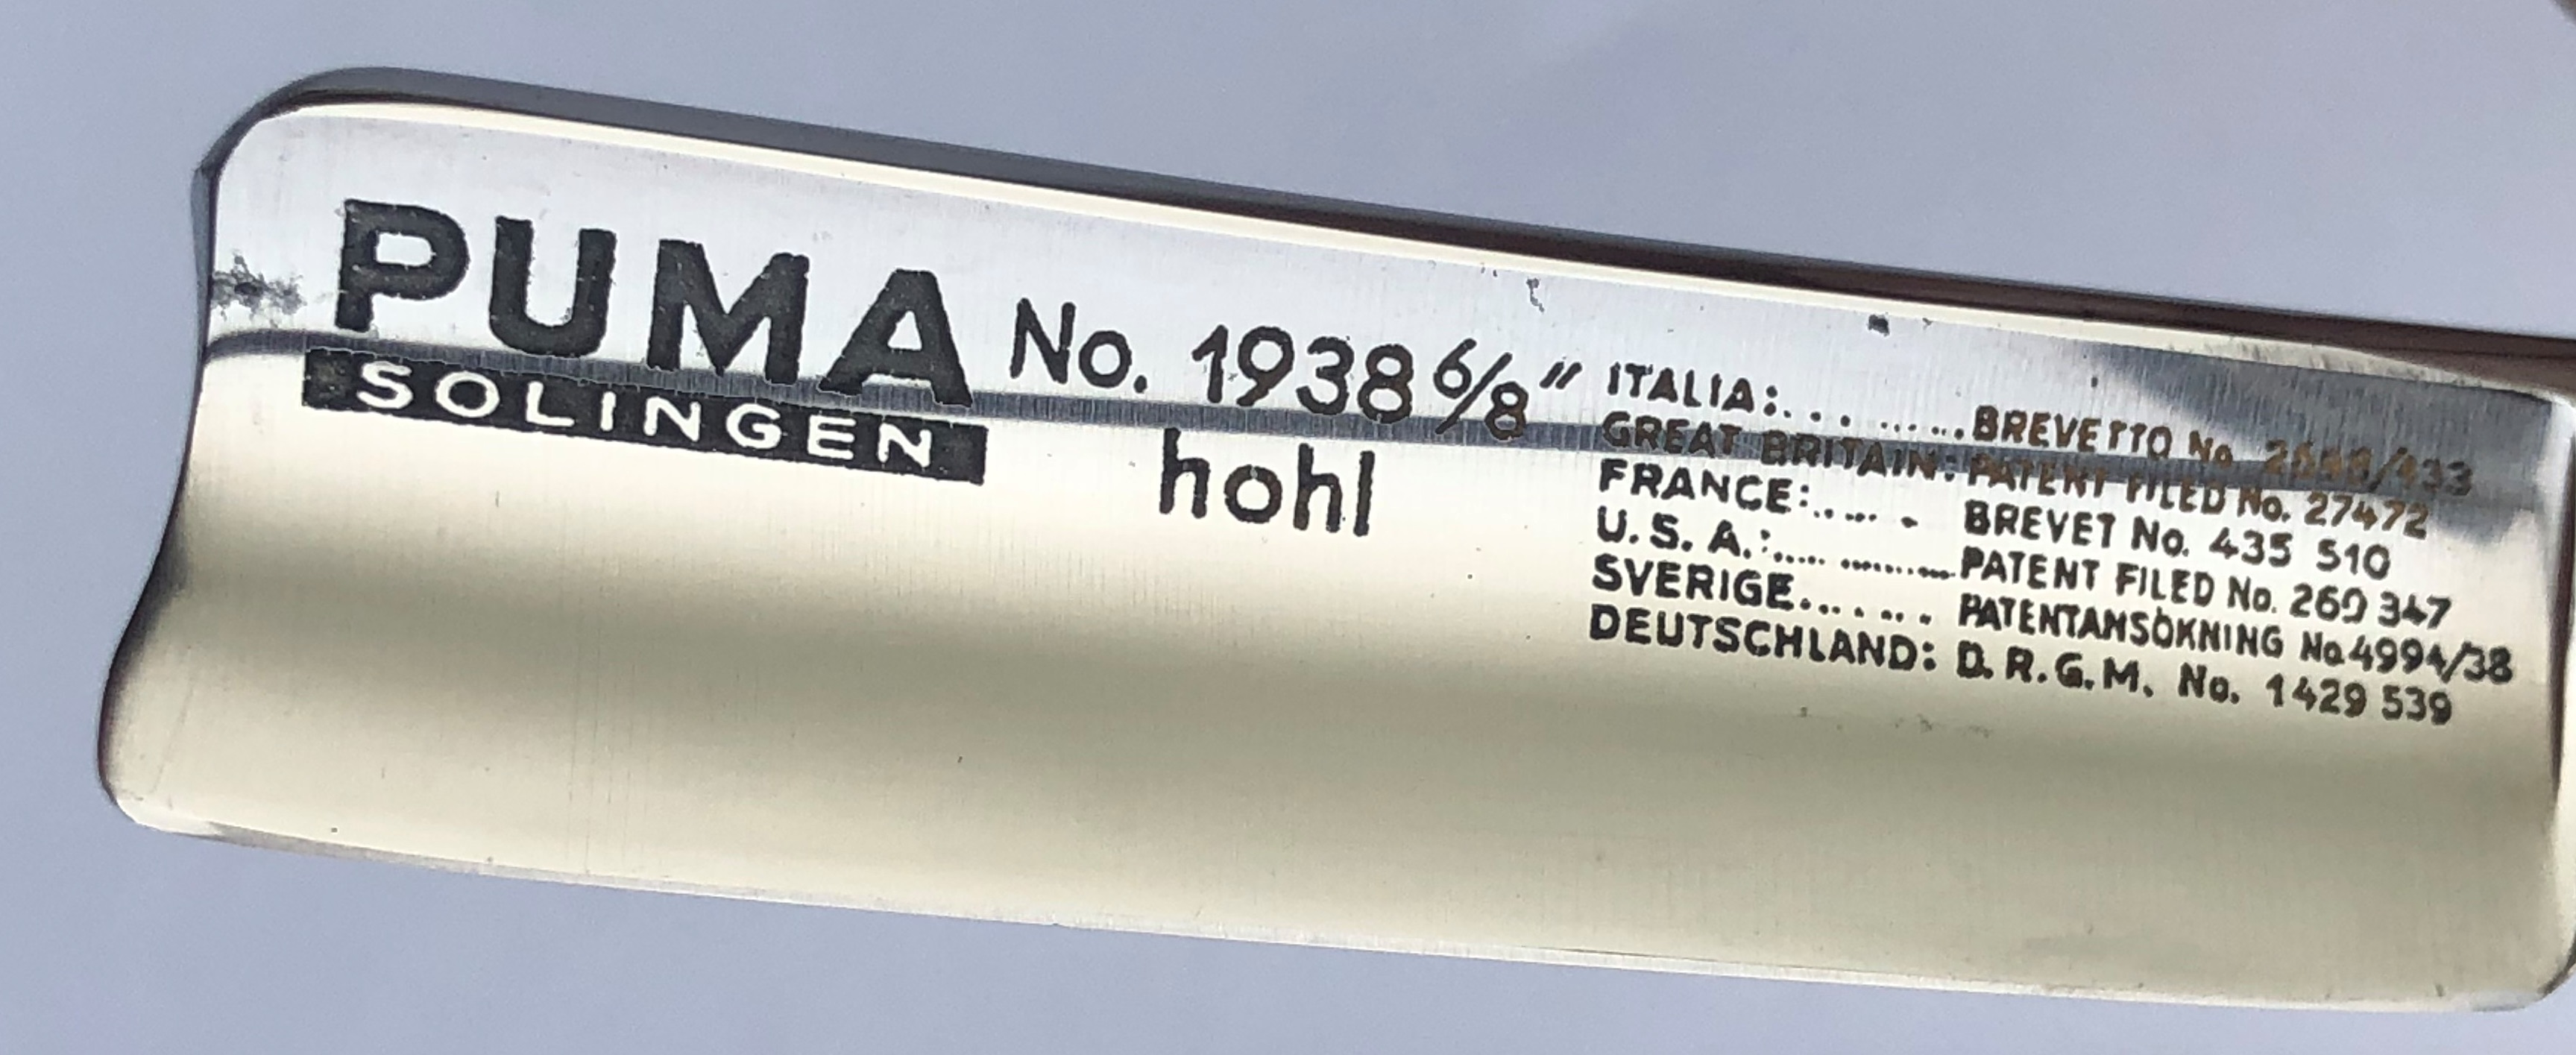 PUMA No. 1938 6/8"
SOLINGEN
hohl
ITALIA:.........BREVETTO No.
GREAT BRITAIN: PATENT FILED No. 27472
FRANCE:..... . BREVET No. 435 510
U. S. A.:..............PATENT FILED No. 260 347
SVERIGE....... PATENTANSÖKNING No. 4994/38
DEUTSCHLAND: D. R. G. M. No. 1429 539